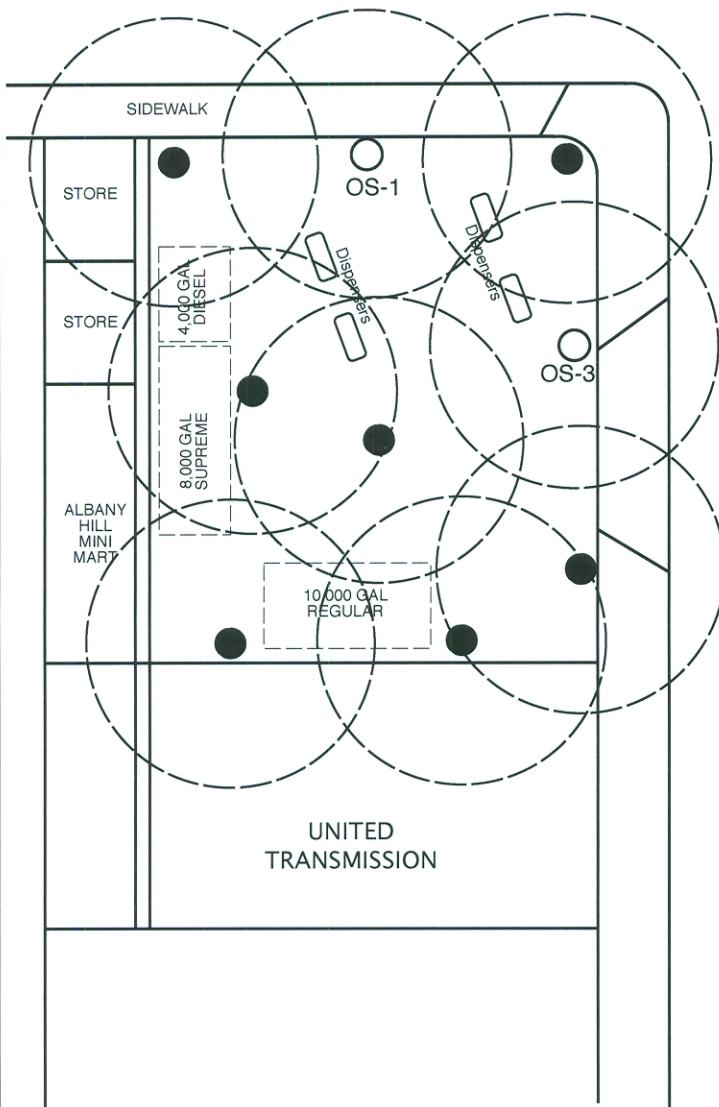 SIDEWALK
STORE
OS-1
Dispensers
Dispensers
4,000 GAL
DIESEL
STORE
OS-3
8,000 GAL
SUPREME
ALBANY
HILL
MINI
MART
10,000 GAL
REGULAR
UNITED
TRANSMISSION